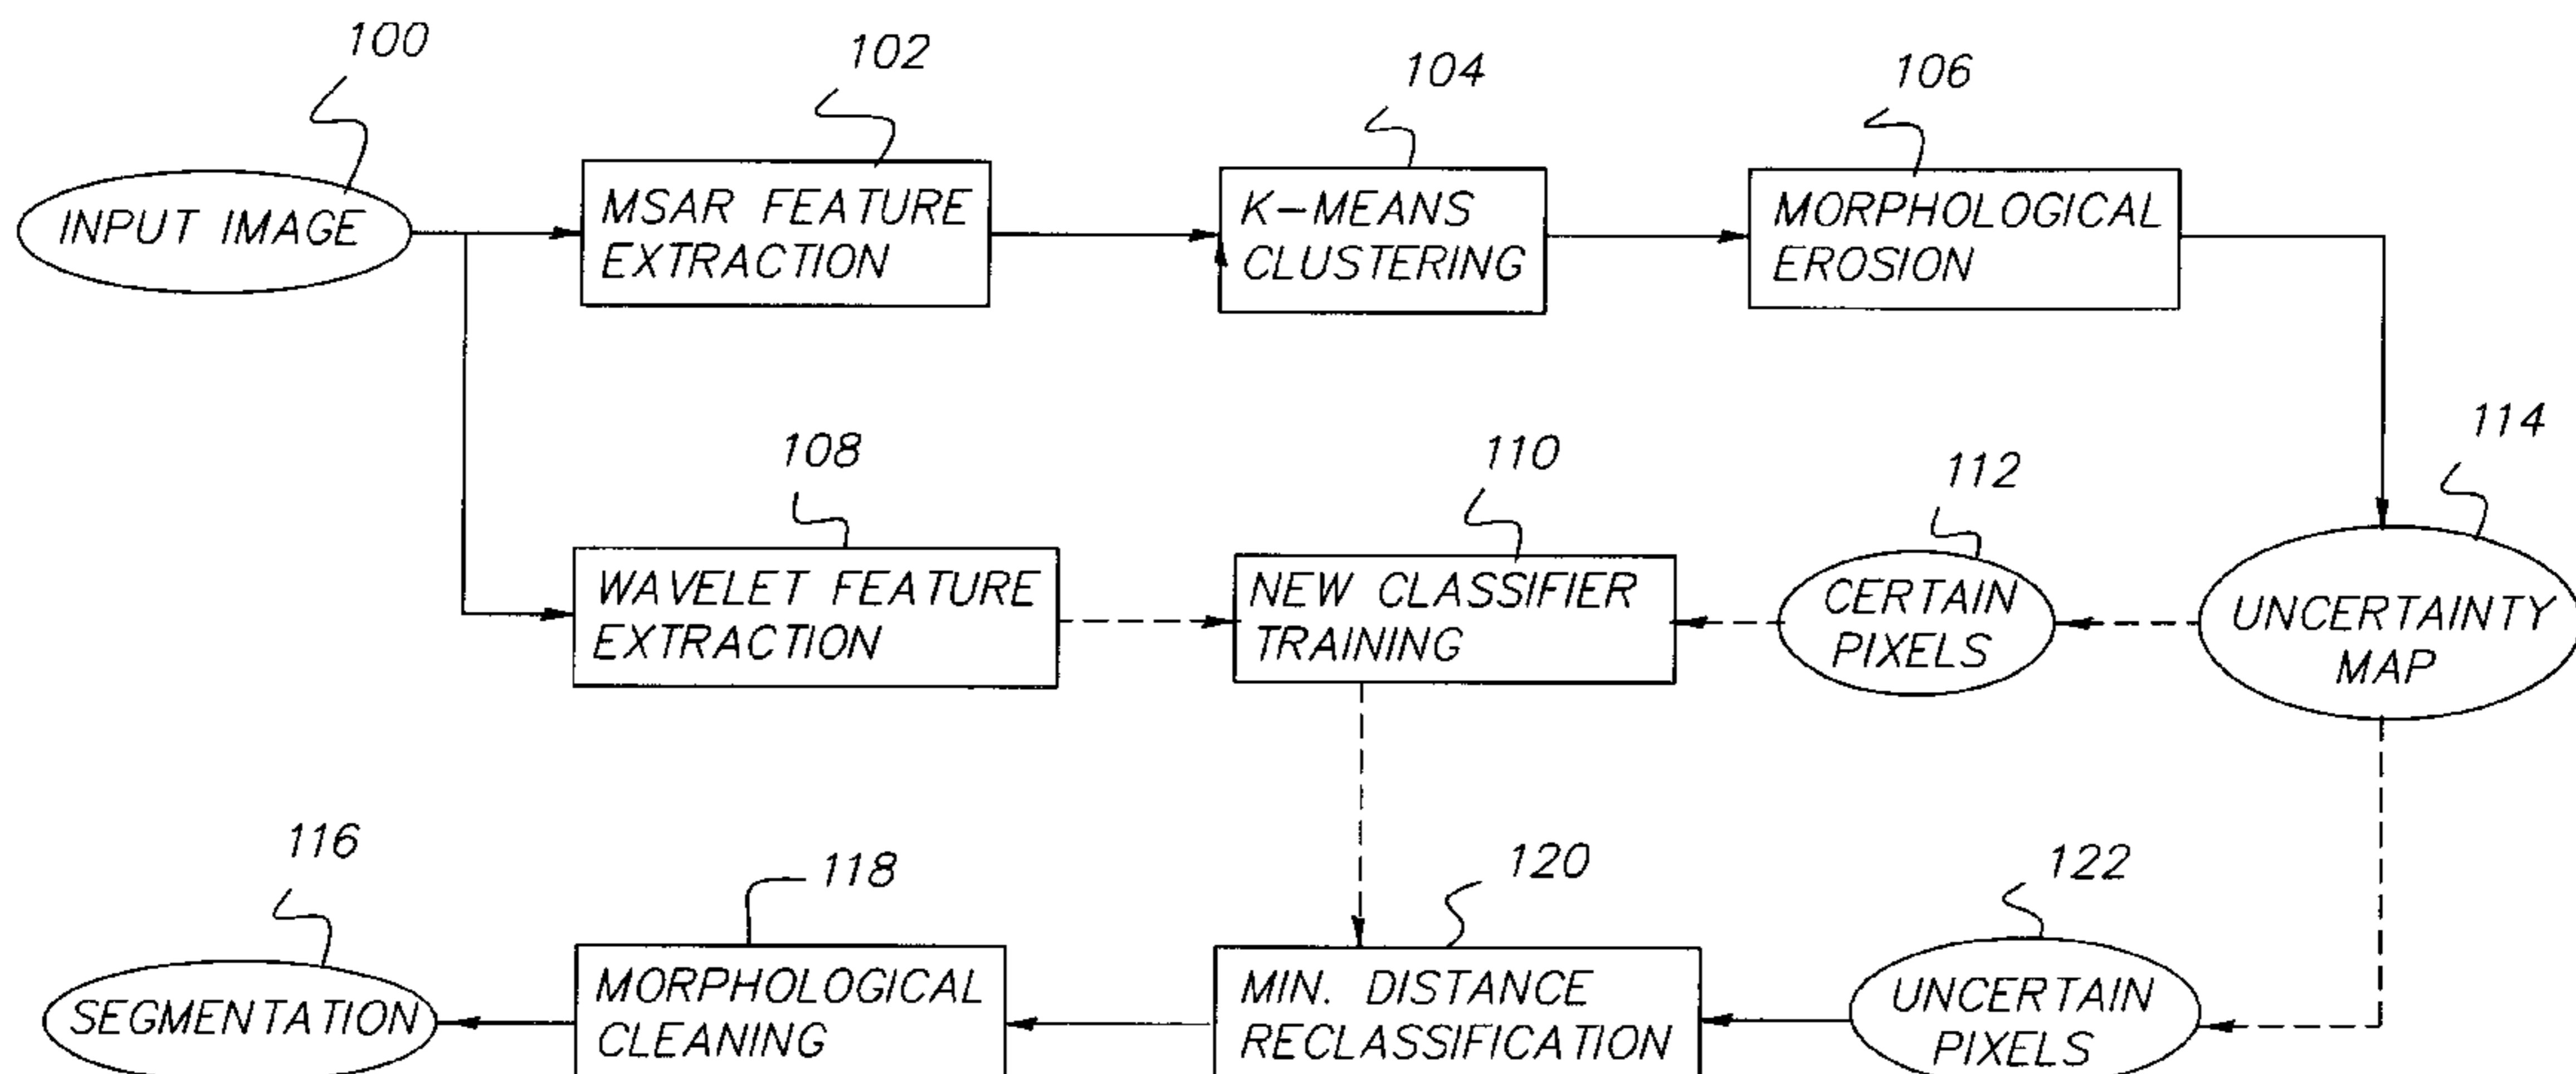 100
102
104
106
INPUT IMAGE
MSAR FEATURE
EXTRACTION
K-MEANS
CLUSTERING
MORPHOLOGICAL
EROSION
108
110
112
114
WAVELET FEATURE
EXTRACTION
NEW CLASSIFIER
TRAINING
CERTAIN
PIXELS
UNCERTAINTY
MAP
116
118
120
122
SEGMENTATION
MORPHOLOGICAL
CLEANING
MIN. DISTANCE
RECLASSIFICATION
UNCERTAIN
PIXELS